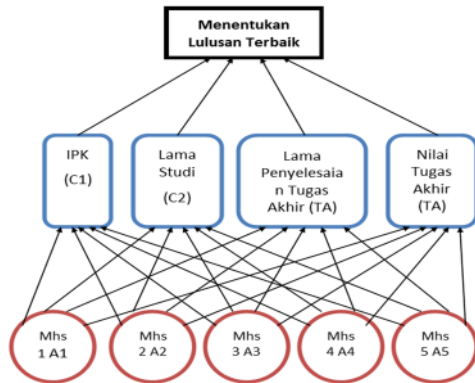 Menentukan
Lulusan Terbaik
IPK
(C1)
Lama
Studi
(C2)
Lama
Penyelesaia
n Tugas
Akhir (TA)
Nilai
Tugas
Akhir
(TA)
Mhs
1 A1
Mhs
2 A2
Mhs
3 A3
Mhs
4 A4
Mhs
5 A5